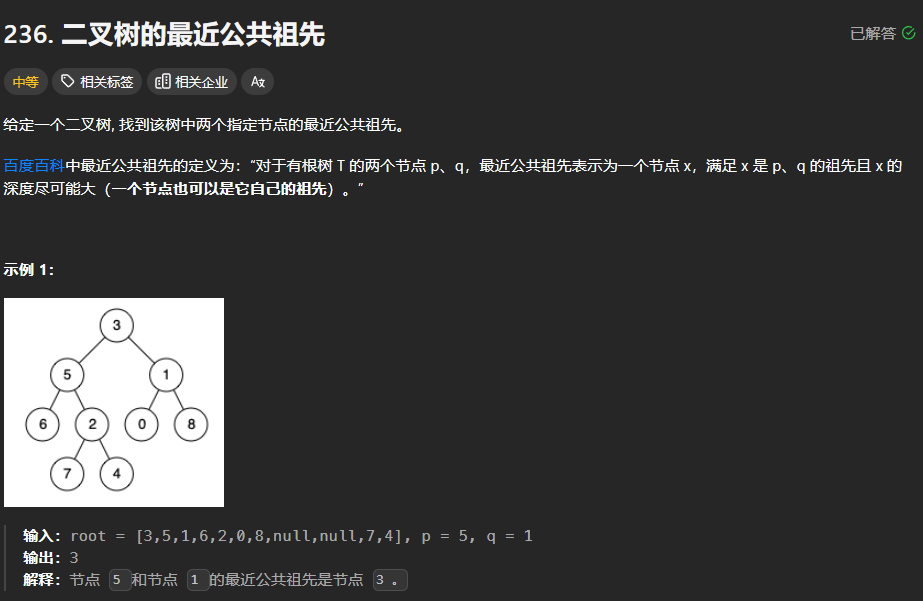 236. 二叉树的最近公共祖先
已解答
中等 相关标签 相关企业 Aあ
给定一个二叉树, 找到该树中两个指定节点的最近公共祖先。
百度百科中最近公共祖先的定义为：“对于有根树 T 的两个节点 p、q，最近公共祖先表示为一个节点 x，满足 x 是 p、q 的祖先且 x 的
深度尽可能大（一个节点也可以是它自己的祖先）。”
示例 1：
3
5 1
6 2 0 8
7 4
输入：root = [3,5,1,6,2,0,8,null,null,7,4], p = 5, q = 1
输出：3
解释：节点 5 和节点 1 的最近公共祖先是节点 3 。